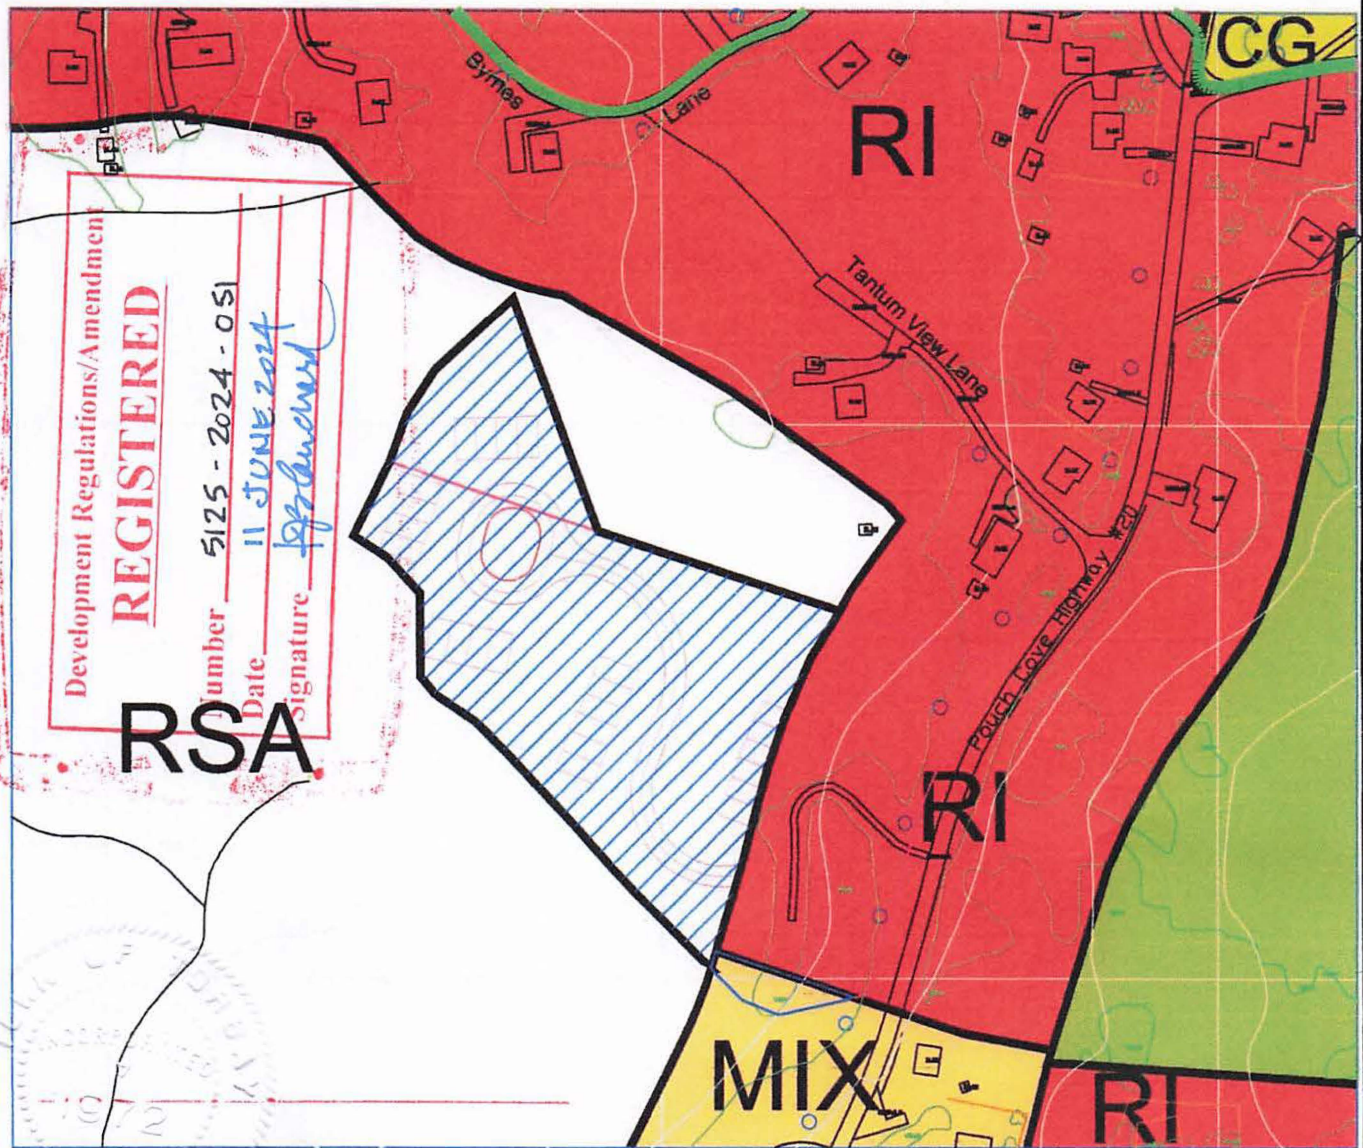 CG
Byrnes
Lane
RI
Tantum View Lane
Development Regulations/Amendment
REGISTERED
Number 5125-2024-051
Date 11 JUNE 2024
Signature
RSA
Pouch Cove Highway #20
RI
MIX
RI
1972